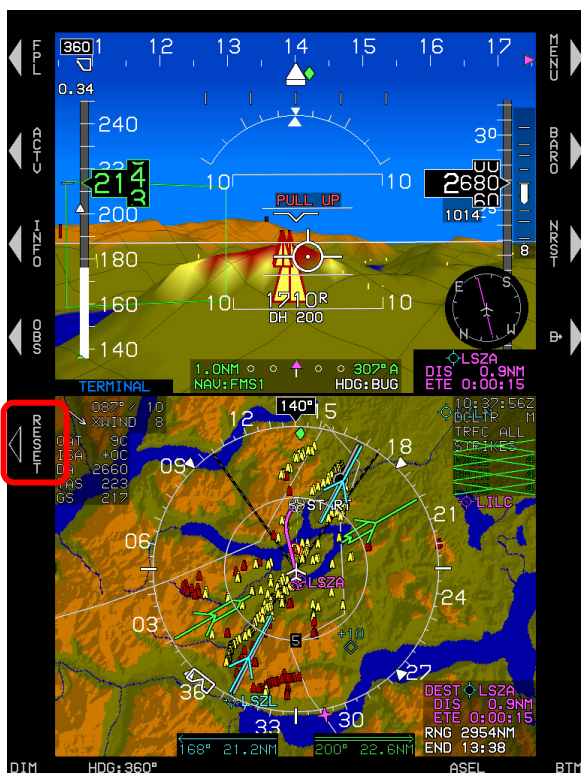 360
12 13 14 15 16 17
FPL
MENU
0.34
ACTV
BARO
240
220
214
3
200
180
160
140
10 10
PULL UP
30
2680
60
1014
8
INFO
NRST
1710R
DH 200
10 10
E S
N W
OBS
1.0NM 307°A
NAV:FMS1 HDG:BUG
TERMINAL
LSZA
DIS 0.9NM
ETE 0:00:15
RESET
087°/ 10
XWIND 8
OAT 9C
ISA +0C
DA 2660
TAS 223
GS 217
140°
10:37:56Z
DCLTR M
TRFC ALL
STRIKES
LILC
12 15 18 21 24 27 30 33 36 03 06 09
START
LSZA
5
+10
LSZL
DEST LSZA
DIS 0.9NM
ETE 0:00:15
RNG 2954NM
END 13:38
168° 21.2NM
200° 22.6NM
DIM
HDG:360°
ASEL
BTM